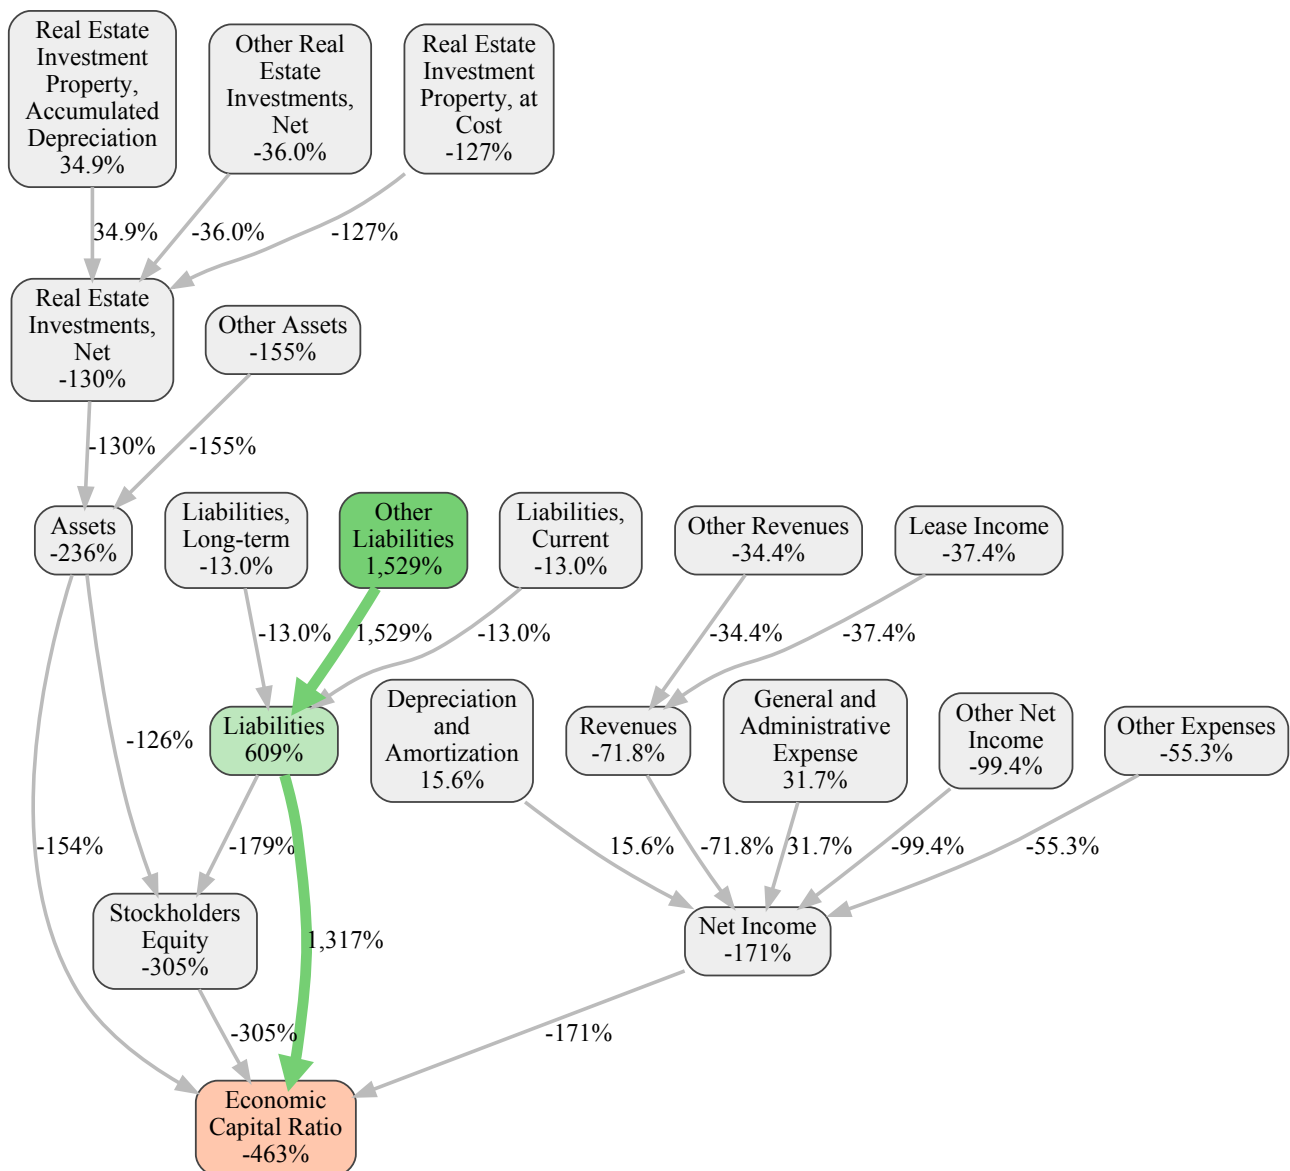 Real Estate
Investment
Property,
Accumulated
Depreciation
34.9%
Other Real
Estate
Investments,
Net
-36.0%
Real Estate
Investment
Property, at
Cost
-127%
34.9%
-36.0%
-127%
Real Estate
Investments,
Net
-130%
Other Assets
-155%
-130%
-155%
Assets
-236%
Liabilities,
Long-term
-13.0%
Other
Liabilities
1,529%
Liabilities,
Current
-13.0%
Other Revenues
-34.4%
Lease Income
-37.4%
-13.0%
1,529%
-13.0%
-34.4%
-37.4%
Liabilities
609%
Depreciation
and
Amortization
15.6%
Revenues
-71.8%
General and
Administrative
Expense
31.7%
Other Net
Income
-99.4%
Other Expenses
-55.3%
-126%
-154%
-179%
15.6%
-71.8%
31.7%
-99.4%
-55.3%
Stockholders
Equity
-305%
1,317%
Net Income
-171%
-305%
-171%
Economic
Capital Ratio
-463%